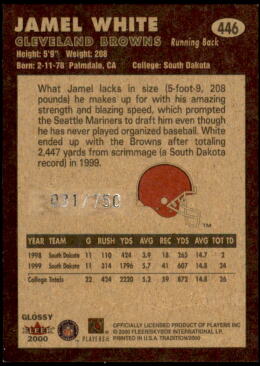 JAMEL WHITE
446
CLEVELAND BROWNS Running Back
Height: 5'9" Weight: 208
Born: 2-11-78 Palmdale, CA College: South Dakota
What Jamel lacks in size (5-foot-9, 208
pounds) he makes up for with his amazing
strength and blazing speed, which prompted
the Seattle Mariners to draft him even though
he has never played organized baseball. White
ended up with the Browns after totaling
2,447 yards from scrimmage (a South Dakota
record) in 1999.
YEAR TEAM G RUSH YDS AVG REC YDS AVG TOT TD
1998 South Dakota 11 110 424 3.9 18 265 14.7 2
1999 South Dakota 11 314 1796 5.7 41 607 14.8 24
College Totals 22 424 2220 5.2 59 872 14.8 26
GLOSSY
Fleer
2000
NFL
PLAYERS
OFFICIALLY LICENSED PRODUCT OF PLAYERS INC
© 2000 FLEER/SKYBOX INTERNATIONAL LP.
PRINTED IN U.S.A. TRADITION/2000